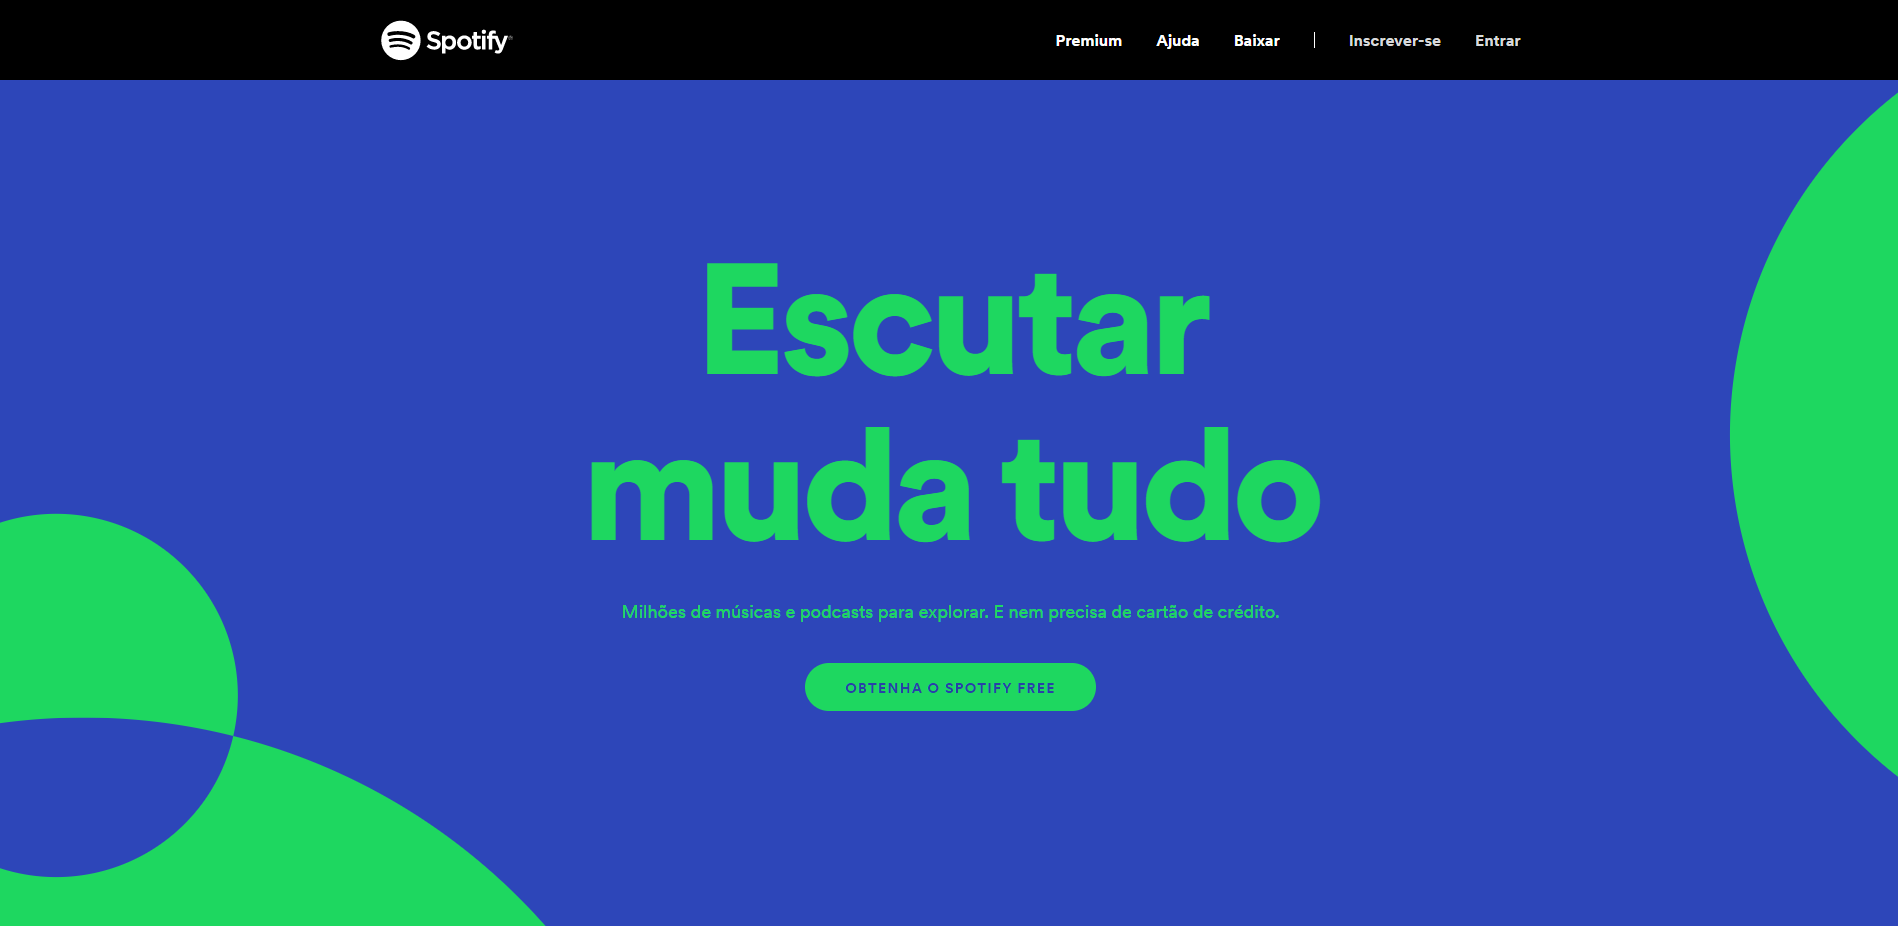 Spotify
Premium Ajuda Baixar Inscrever-se Entrar
Escutar
muda tudo
Milhões de músicas e podcasts para explorar. E nem precisa de cartão de crédito.
OBTENHA O SPOTIFY FREE